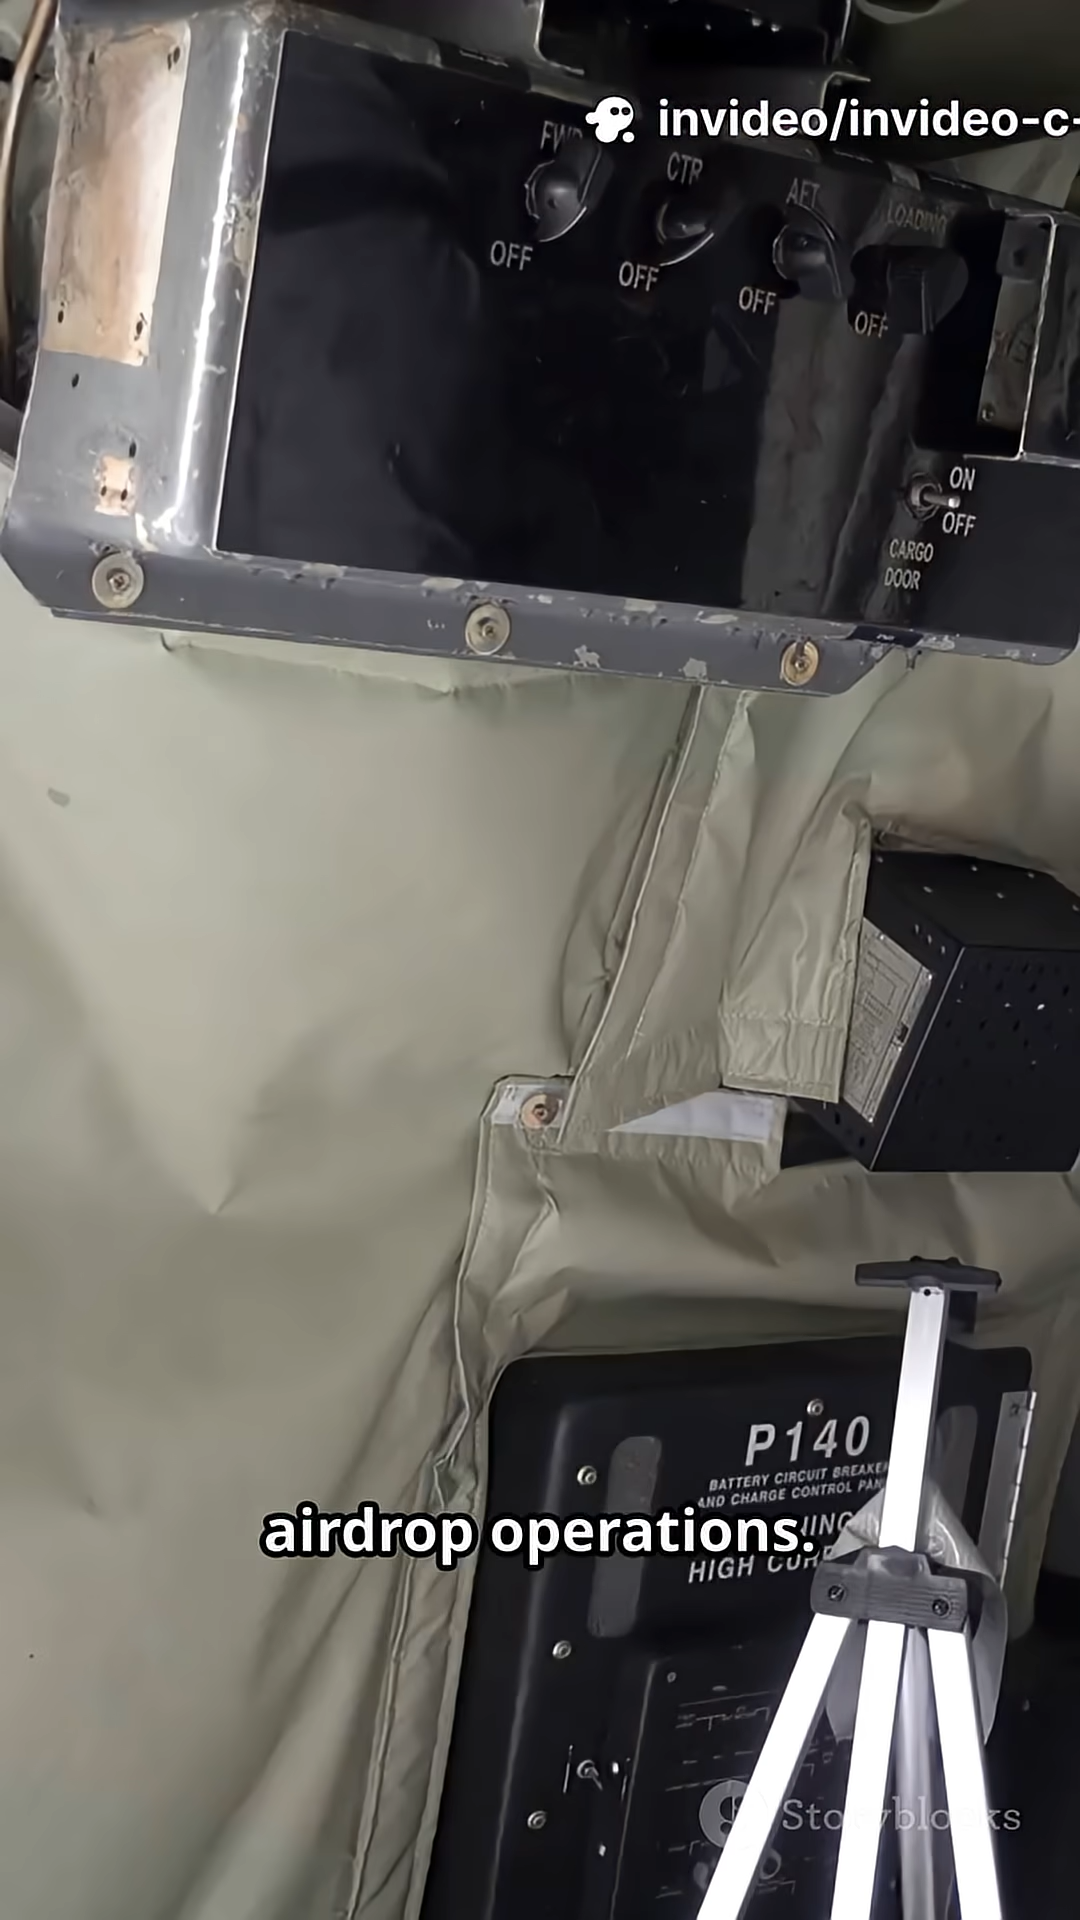 invideo/invideo-c-
FWD
CTR
AFT
LOADING
OFF
OFF
OFF
OFF
ON
OFF
CARGO
DOOR
P140
BATTERY CIRCUIT BREAKER
AND CHARGE CONTROL PAN
airdrop operations.
HIGH CUR
Storyblocks